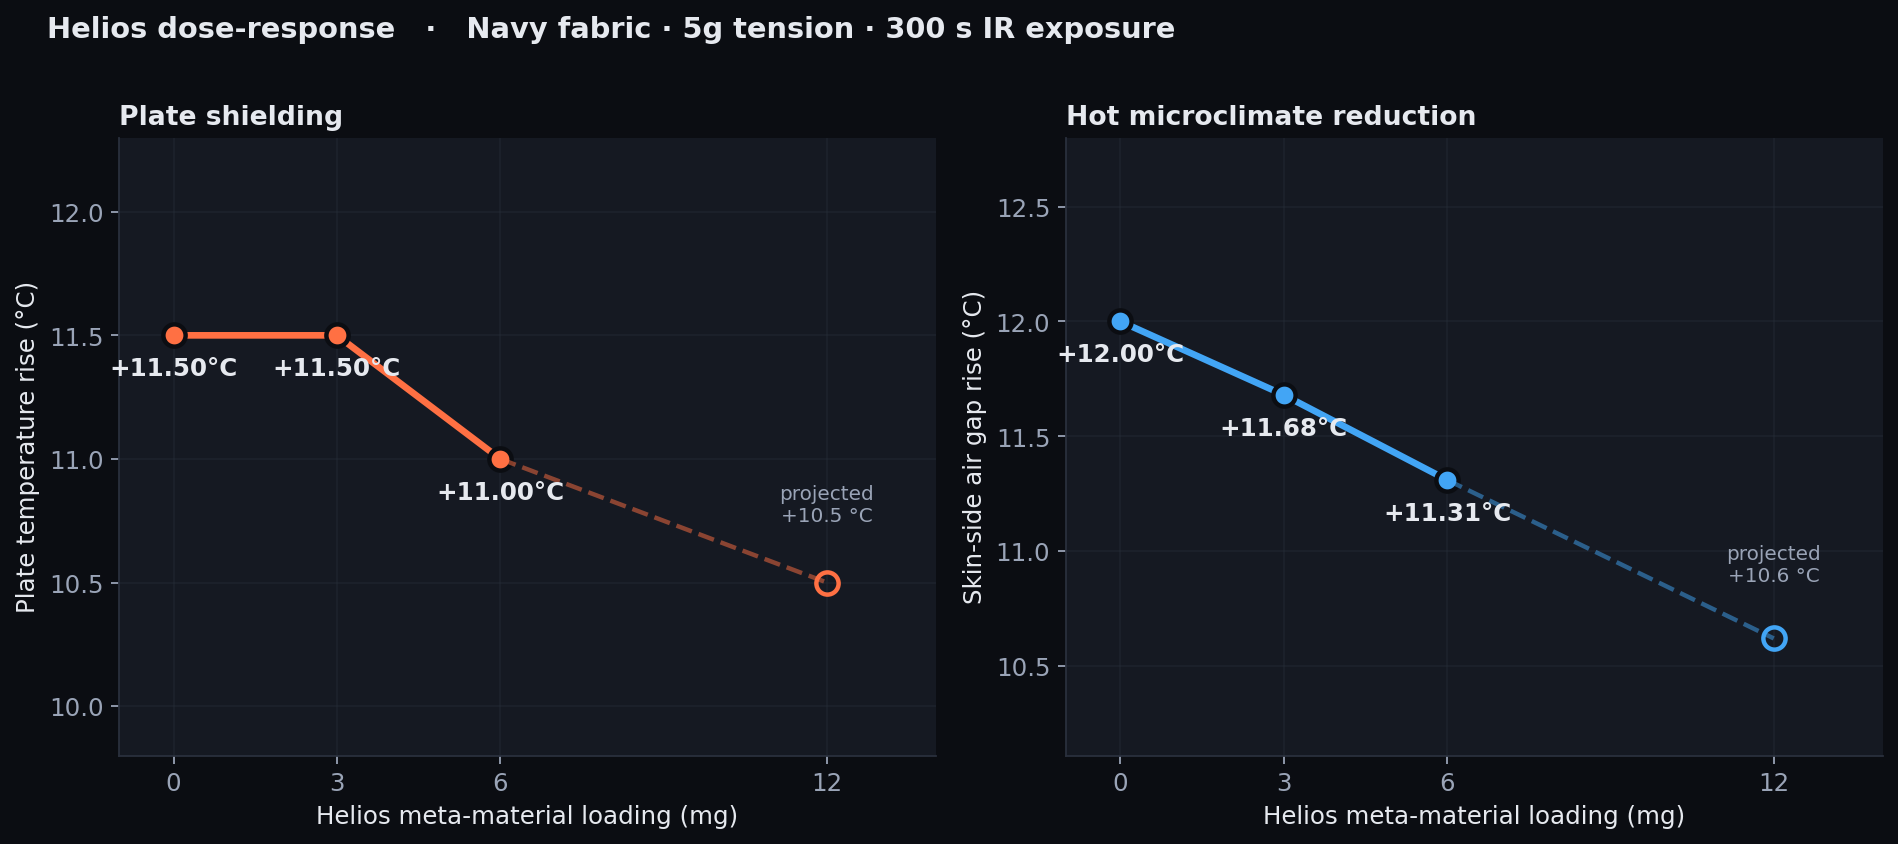 Helios dose-response · Navy fabric · 5g tension · 300 s IR exposure
Plate shielding
Plate temperature rise (°C)
12.0
11.5
11.0
10.5
10.0
+11.50°C
+11.50°C
+11.00°C
projected
+10.5 °C
0
3
6
12
Helios meta-material loading (mg)
Hot microclimate reduction
Skin-side air gap rise (°C)
12.5
12.0
11.5
11.0
10.5
+12.00°C
+11.68°C
+11.31°C
projected
+10.6 °C
0
3
6
12
Helios meta-material loading (mg)